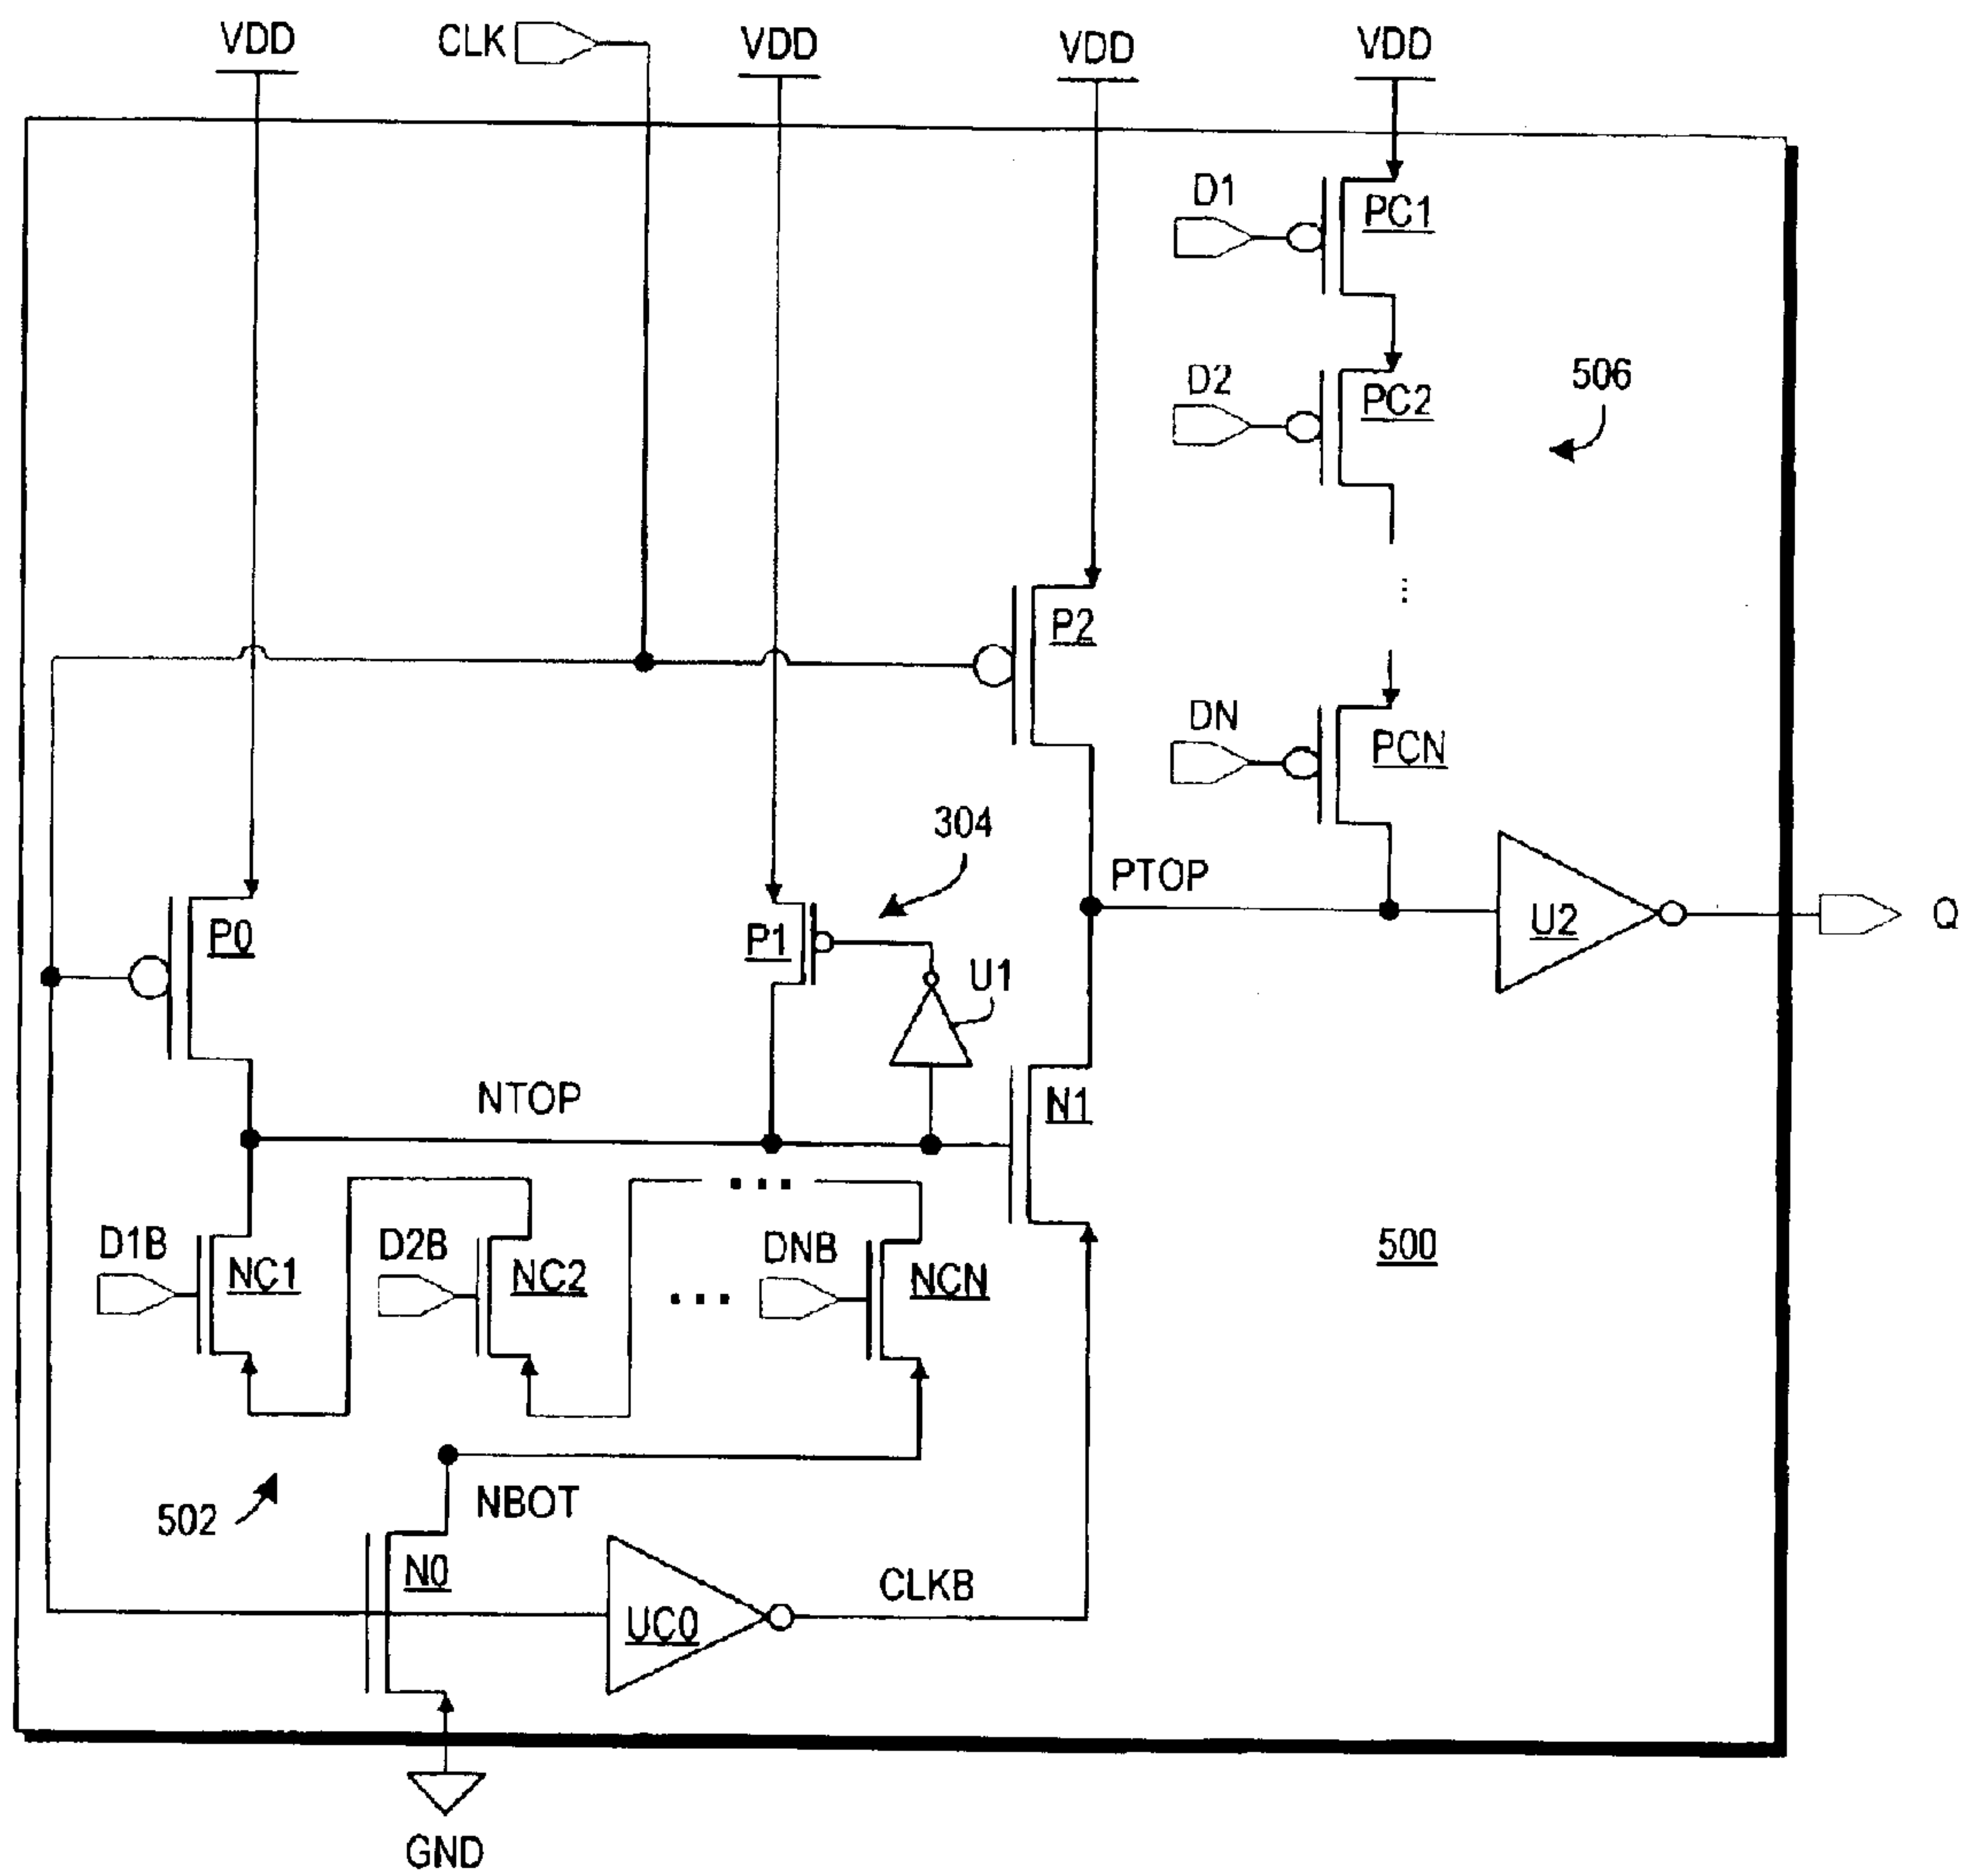 VDD
CLK
VDD
VDD
VDD
D1
PC1
D2
PC2
506
...
P2
DN
PCN
304
PTOP
P0
P1
U1
U2
Q
NTOP
N1
...
D1B
NC1
D2B
NC2
...
DNB
NCN
500
502
NBOT
N0
UC0
CLKB
GND